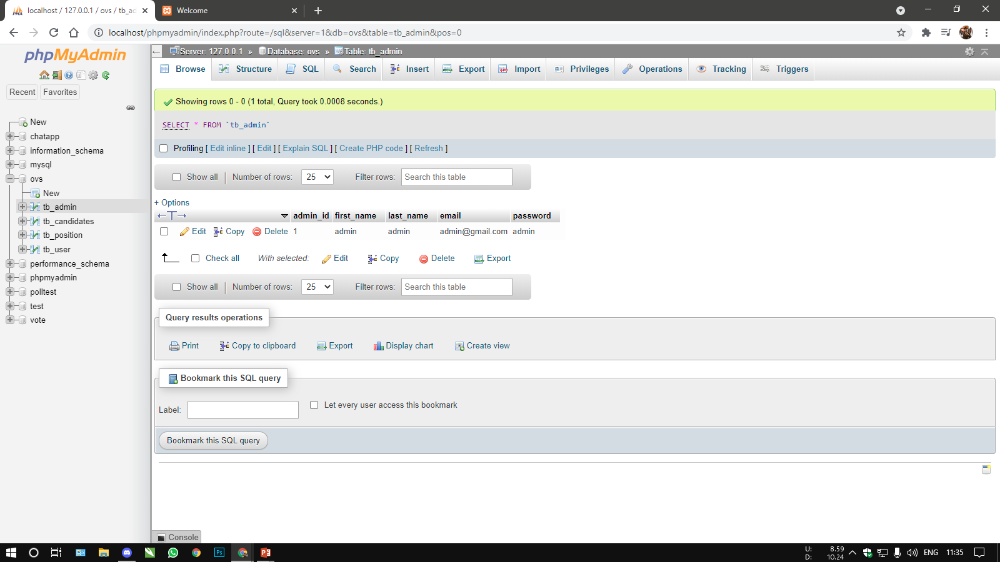 localhost / 127.0.0.1 / ovs / tb_ad
Welcome
localhost/phpmyadmin/index.php?route=/sql&server=1&db=ovs&table=tb_admin&pos=0
phpMyAdmin
Server: 127.0.0.1 » Database: ovs » Table: tb_admin
Browse Structure SQL Search Insert Export Import Privileges Operations Tracking Triggers
Recent Favorites
New
chatapp
information_schema
mysql
ovs
New
tb_admin
tb_candidates
tb_position
tb_user
performance_schema
phpmyadmin
polltest
test
vote
Showing rows 0 - 0 (1 total, Query took 0.0008 seconds.)
SELECT * FROM `tb_admin`
Profiling [ Edit inline ] [ Edit ] [ Explain SQL ] [ Create PHP code ] [ Refresh ]
Show all Number of rows: 25 Filter rows: Search this table
+ Options
←T→ admin_id first_name last_name email password
Edit Copy Delete 1 admin admin admin@gmail.com admin
Check all With selected: Edit Copy Delete Export
Show all Number of rows: 25 Filter rows: Search this table
Query results operations
Print Copy to clipboard Export Display chart Create view
Bookmark this SQL query
Label: Let every user access this bookmark
Bookmark this SQL query
Console
U: 8.59
D: 10.24
ENG 11:35